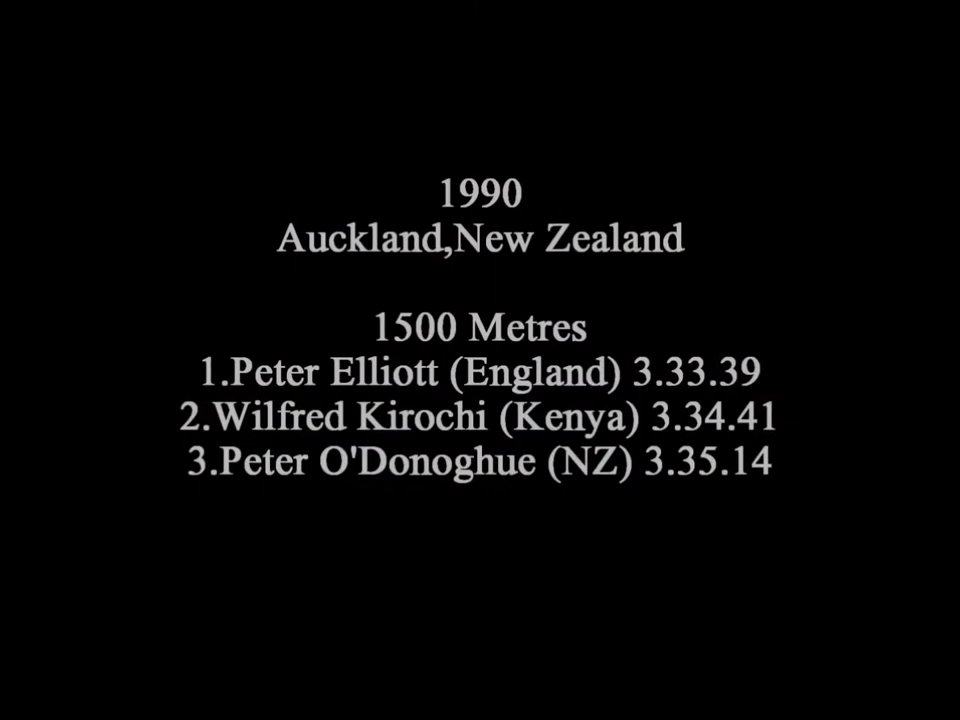 1990
Auckland,New Zealand
1500 Metres
1.Peter Elliott (England) 3.33.39
2.Wilfred Kirochi (Kenya) 3.34.41
3.Peter O'Donoghue (NZ) 3.35.14